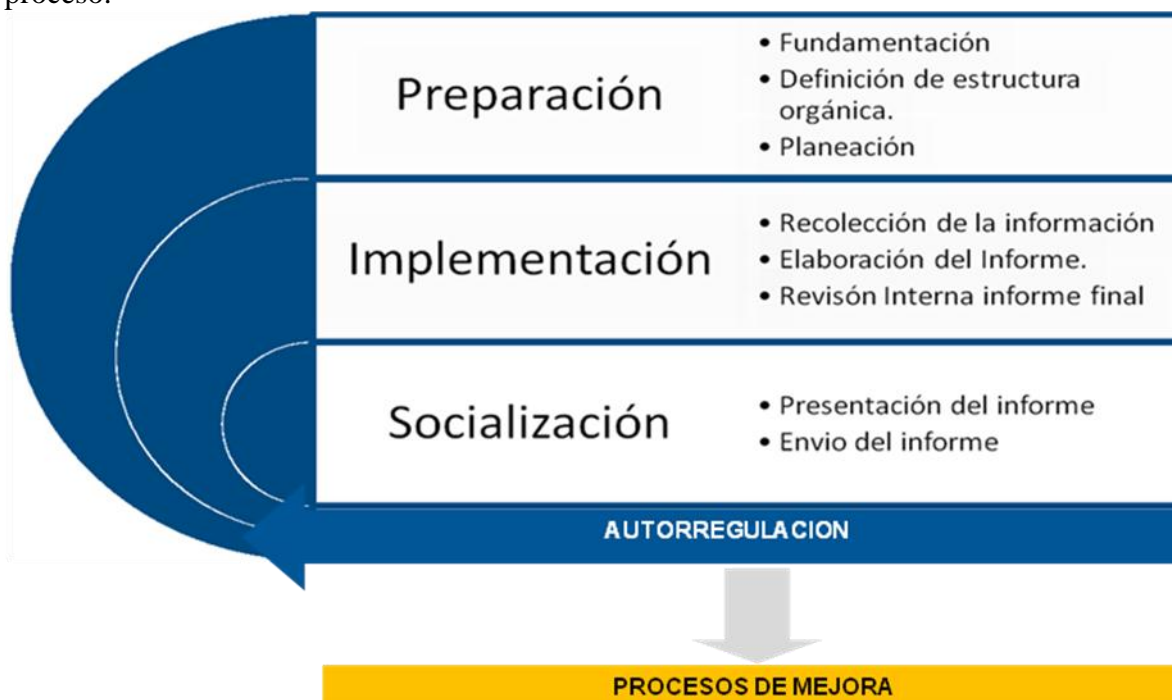 proceso.
Preparación
• Fundamentación
• Definición de estructura
orgánica.
• Planeación
Implementación
• Recolección de la información
• Elaboración del Informe.
• Revisón Interna informe final
Socialización
• Presentación del informe
• Envio del informe
AUTORREGULACION
PROCESOS DE MEJORA